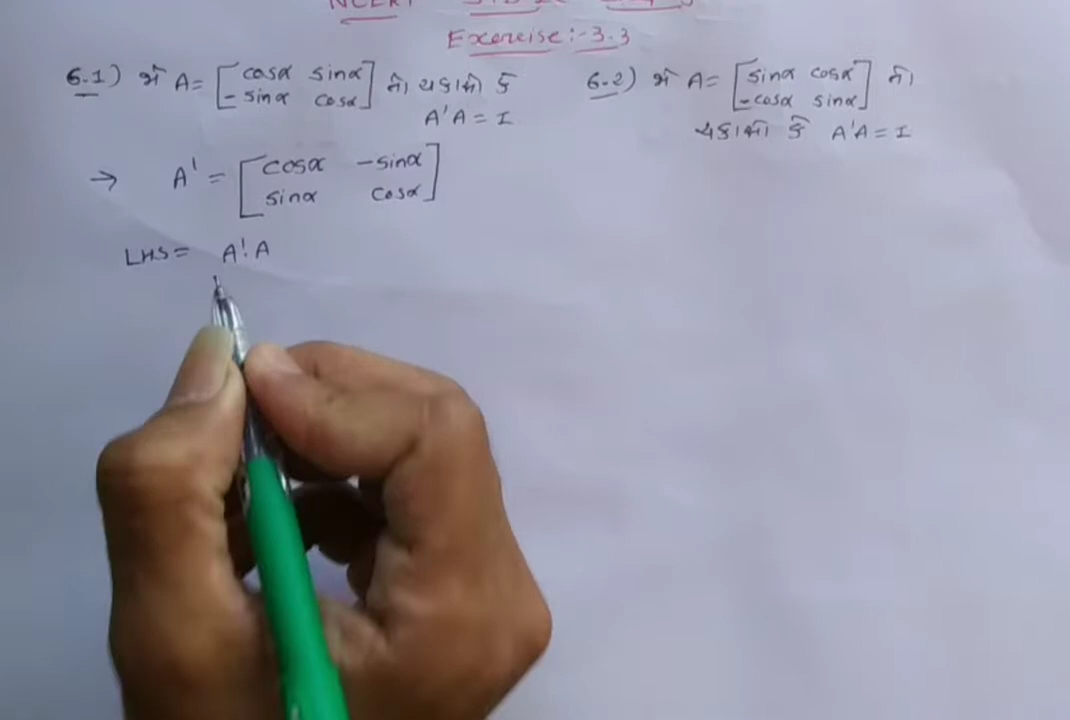 NCERT
Exercise:-3.3
6.1) જો A = [cosα sinα
-sinα cosα] તો, ચકાસો કે
A'A = I
→ A' = [cosα -sinα
sinα cosα]
LHS = A'.A
6.2) જો A = [sinα cosα
-cosα sinα] તો,
ચકાસો કે A'A = I